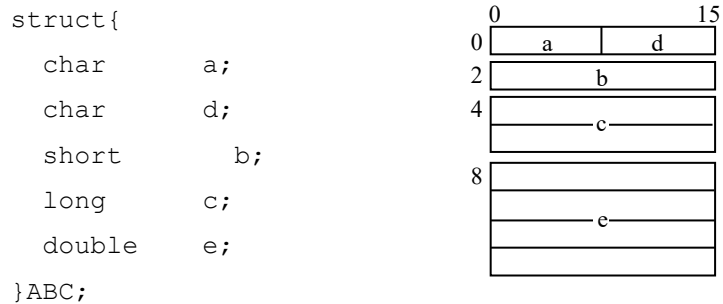 struct{
char a;
char d;
short b;
long c;
double e;
}ABC;
0 15
0 a d
2 b
4 c
8 e